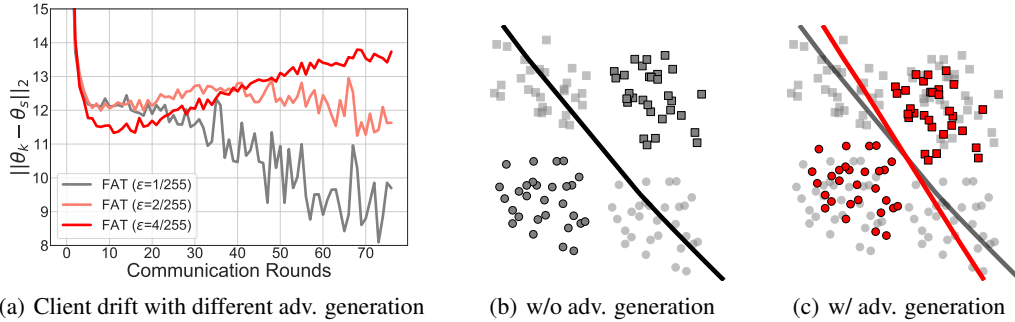 15
14
13
12
11
10
9
8
||θk − θs||2
FAT (ε=1/255)
FAT (ε=2/255)
FAT (ε=4/255)
0 10 20 30 40 50 60 70
Communication Rounds
(a) Client drift with different adv. generation
(b) w/o adv. generation
(c) w/ adv. generation